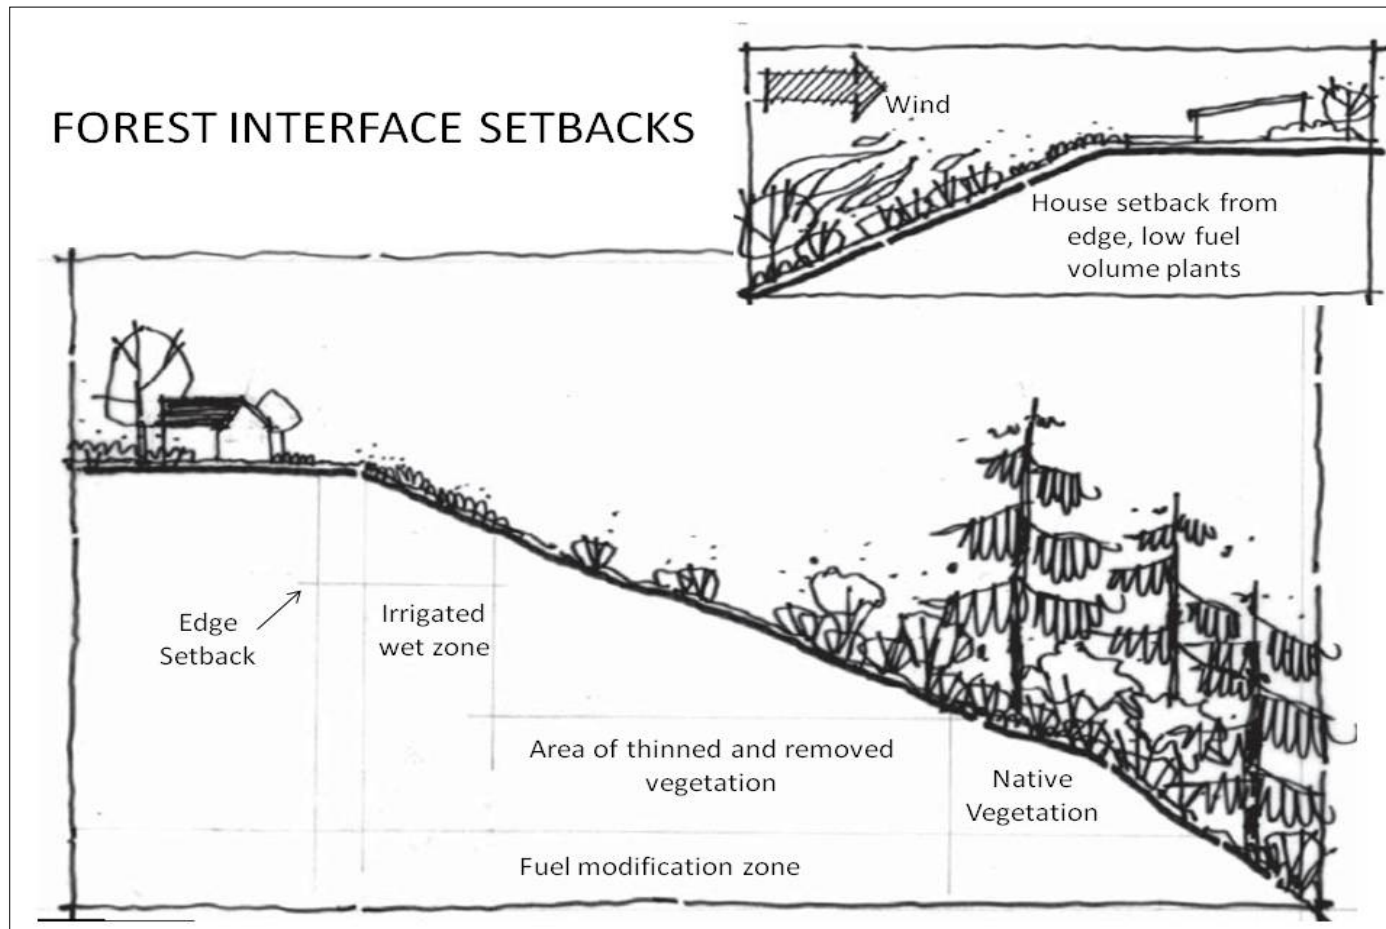 FOREST INTERFACE SETBACKS
Wind
House setback from
edge, low fuel
volume plants
Edge
Setback
Irrigated
wet zone
Area of thinned and removed
vegetation
Native
Vegetation
Fuel modification zone